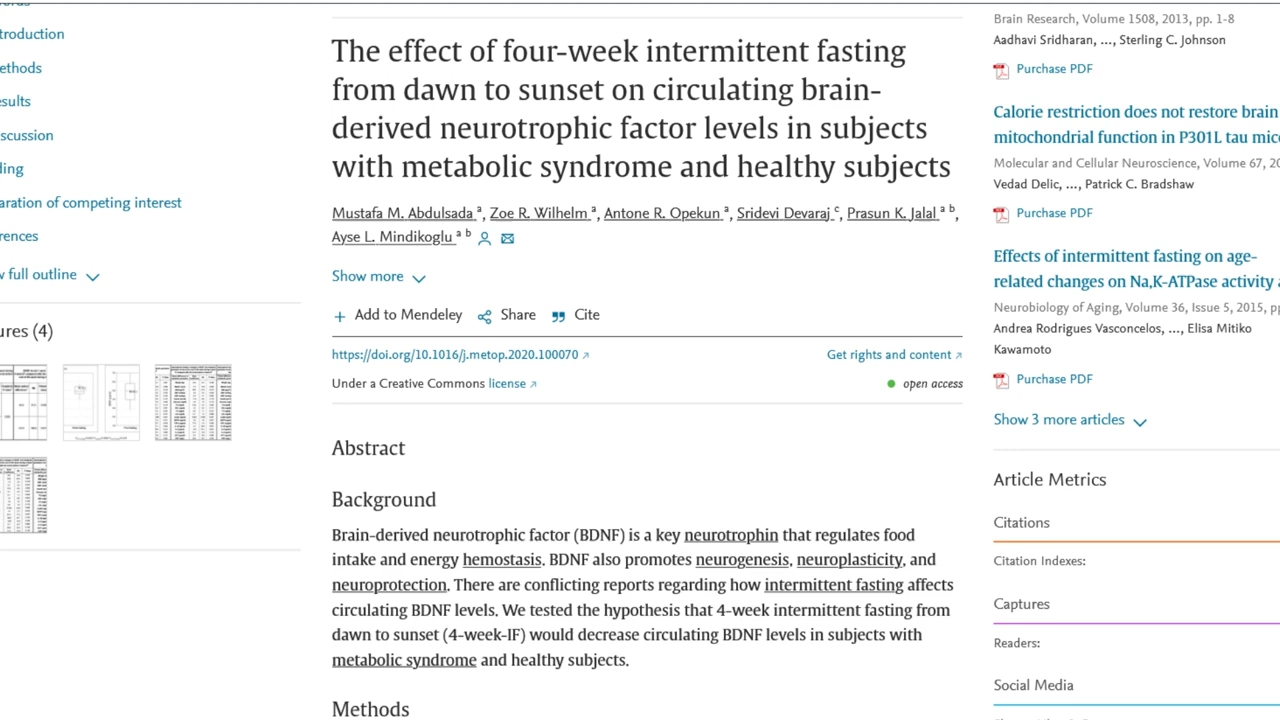 troduction
ethods
esults
scussion
ding
aration of competing interest
rences
w full outline
ures (4)
The effect of four-week intermittent fasting
from dawn to sunset on circulating brain-
derived neurotrophic factor levels in subjects
with metabolic syndrome and healthy subjects
Mustafa M. Abdulsada a, Zoe R. Wilhelm a, Antone R. Opekun a, Sridevi Devaraj c, Prasun K. Jalal a b,
Ayse L. Mindikoglu a b
Show more
+ Add to Mendeley Share Cite
https://doi.org/10.1016/j.metop.2020.100070 ↗ Get rights and content ↗
Under a Creative Commons license ↗ open access
Abstract
Background
Brain-derived neurotrophic factor (BDNF) is a key neurotrophin that regulates food
intake and energy hemostasis. BDNF also promotes neurogenesis, neuroplasticity, and
neuroprotection. There are conflicting reports regarding how intermittent fasting affects
circulating BDNF levels. We tested the hypothesis that 4-week intermittent fasting from
dawn to sunset (4-week-IF) would decrease circulating BDNF levels in subjects with
metabolic syndrome and healthy subjects.
Methods
Brain Research, Volume 1508, 2013, pp. 1-8
Aadhavi Sridharan, ..., Sterling C. Johnson
Purchase PDF
Calorie restriction does not restore brain
mitochondrial function in P301L tau mic
Molecular and Cellular Neuroscience, Volume 67, 20
Vedad Delic, ..., Patrick C. Bradshaw
Purchase PDF
Effects of intermittent fasting on age-
related changes on Na,K-ATPase activity a
Neurobiology of Aging, Volume 36, Issue 5, 2015, pp
Andrea Rodrigues Vasconcelos, ..., Elisa Mitiko
Kawamoto
Purchase PDF
Show 3 more articles
Article Metrics
Citations
Citation Indexes:
Captures
Readers:
Social Media